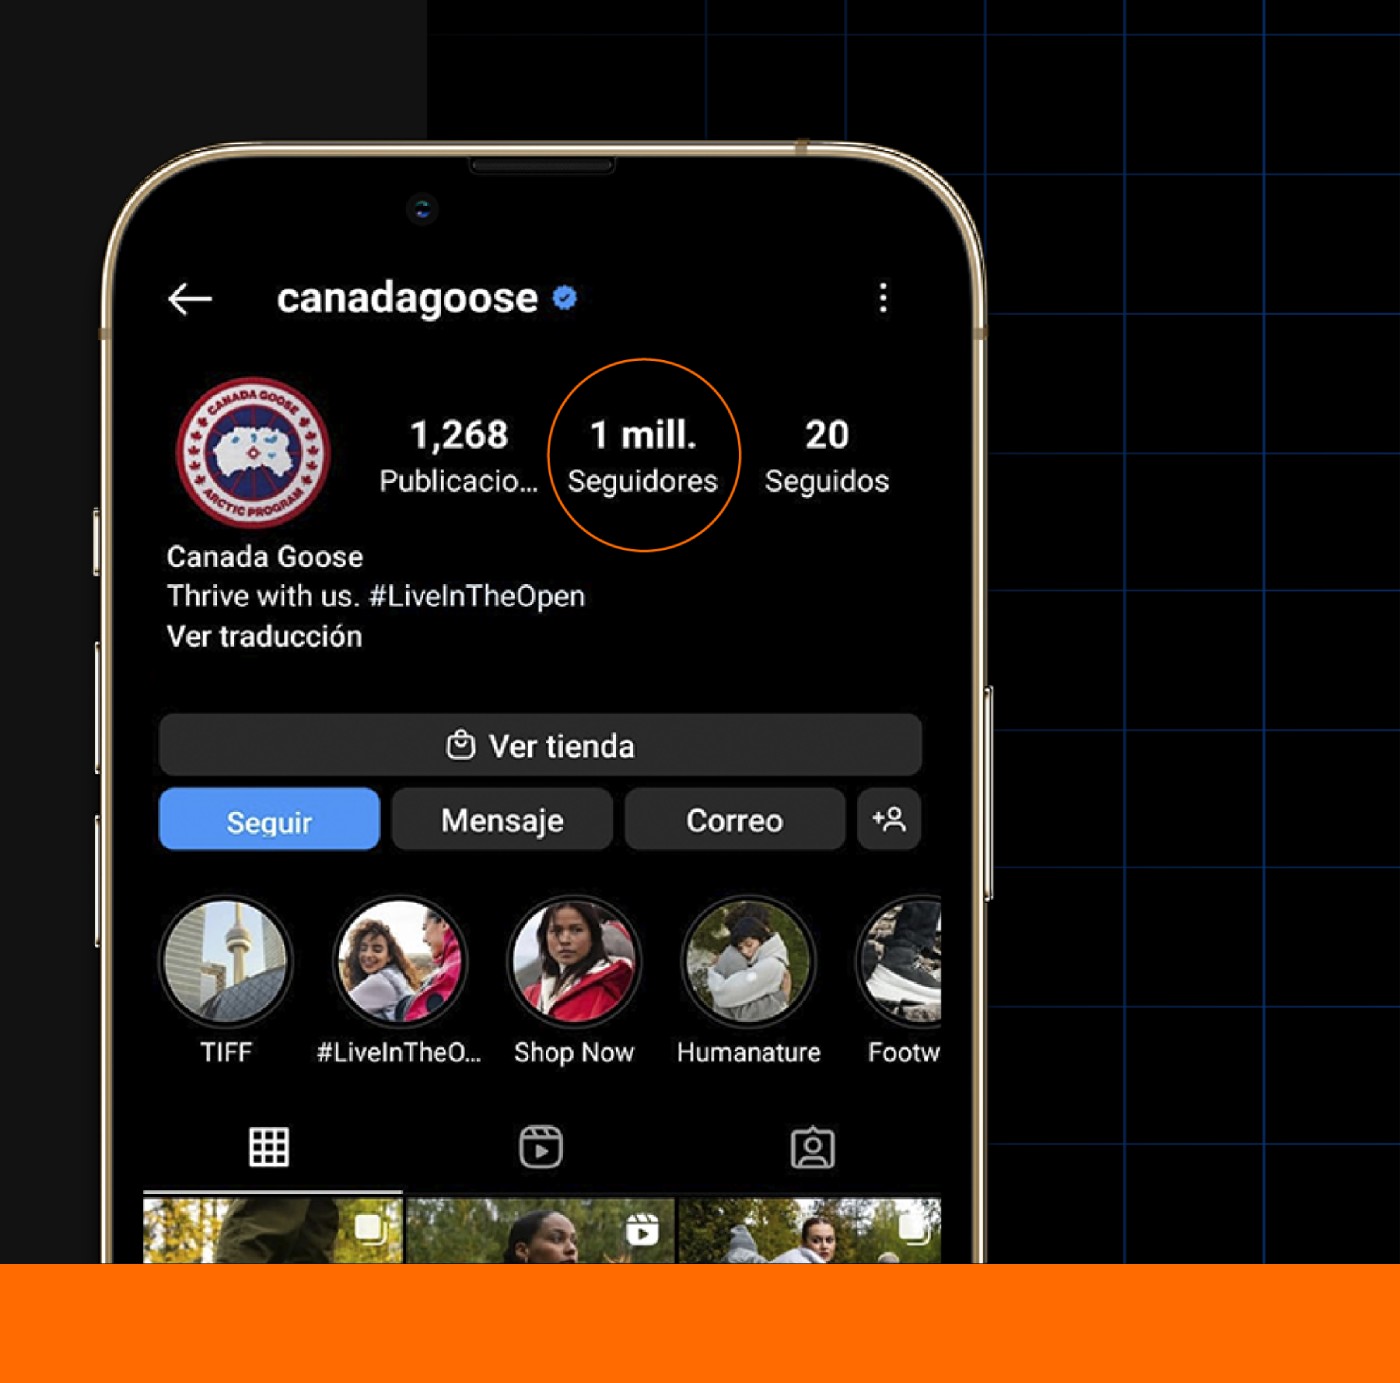 canadagoose
CANADA GOOSE
ARCTIC PROGRAM
1,268
Publicacio...
1 mill.
Seguidores
20
Seguidos
Canada Goose
Thrive with us. #LiveInTheOpen
Ver traducción
Ver tienda
Seguir
Mensaje
Correo
TIFF
#LiveInTheO...
Shop Now
Humanature
Footw